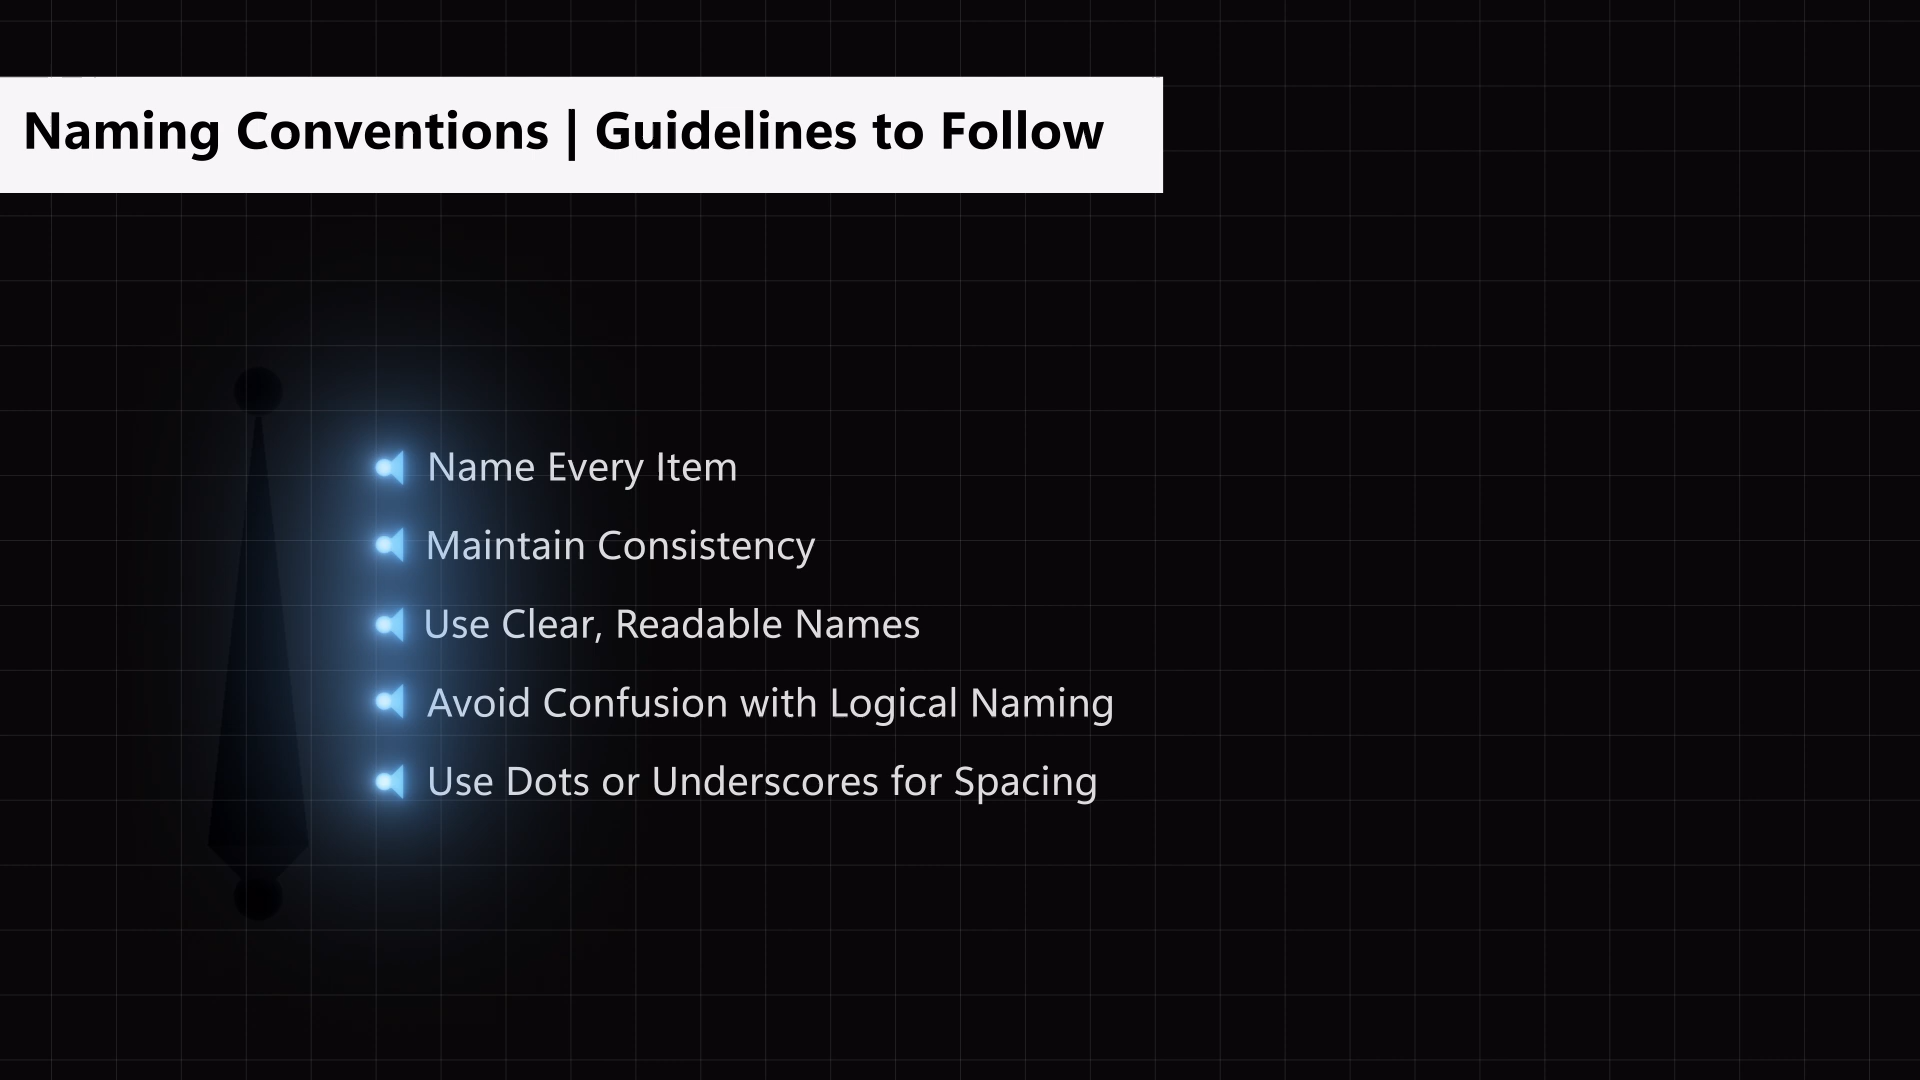 Naming Conventions | Guidelines to Follow
Name Every Item
Maintain Consistency
Use Clear, Readable Names
Avoid Confusion with Logical Naming
Use Dots or Underscores for Spacing